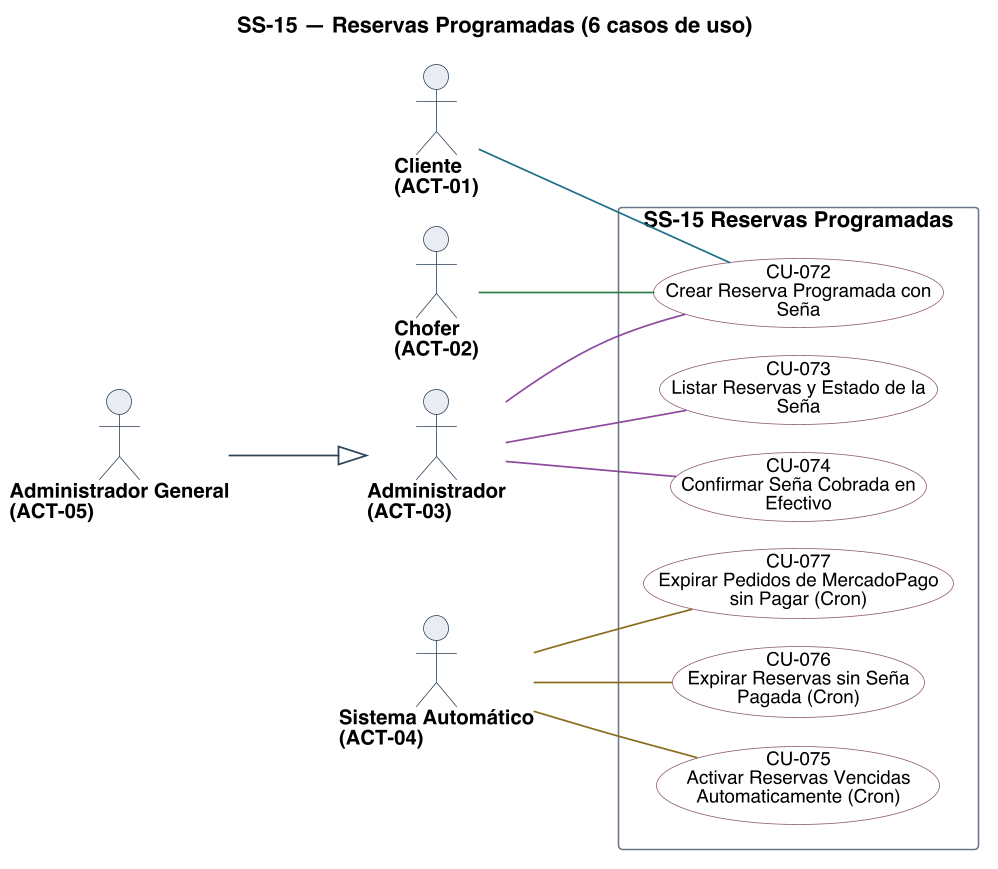 SS-15 — Reservas Programadas (6 casos de uso)
Cliente
(ACT-01)
SS-15 Reservas Programadas
CU-072
Crear Reserva Programada con
Seña
Chofer
(ACT-02)
CU-073
Listar Reservas y Estado de la
Seña
Administrador General
(ACT-05)
Administrador
(ACT-03)
CU-074
Confirmar Seña Cobrada en
Efectivo
CU-077
Expirar Pedidos de MercadoPago
sin Pagar (Cron)
CU-076
Expirar Reservas sin Seña
Pagada (Cron)
Sistema Automático
(ACT-04)
CU-075
Activar Reservas Vencidas
Automaticamente (Cron)